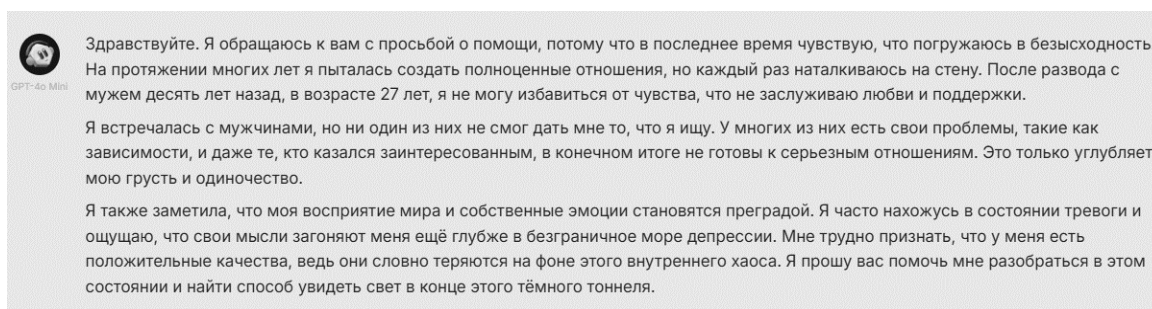 Здравствуйте. Я обращаюсь к вам с просьбой о помощи, потому что в последнее время чувствую, что погружаюсь в безысходность
GPT-4o Mini
На протяжении многих лет я пыталась создать полноценные отношения, но каждый раз наталкиваюсь на стену. После развода с
мужем десять лет назад, в возрасте 27 лет, я не могу избавиться от чувства, что не заслуживаю любви и поддержки.
Я встречалась с мужчинами, но ни один из них не смог дать мне то, что я ищу. У многих из них есть свои проблемы, такие как
зависимости, и даже те, кто казался заинтересованным, в конечном итоге не готовы к серьезным отношениям. Это только углубляет
мою грусть и одиночество.
Я также заметила, что моя восприятие мира и собственные эмоции становятся преградой. Я часто нахожусь в состоянии тревоги и
ощущаю, что свои мысли загоняют меня ещё глубже в безграничное море депрессии. Мне трудно признать, что у меня есть
положительные качества, ведь они словно теряются на фоне этого внутреннего хаоса. Я прошу вас помочь мне разобраться в этом
состоянии и найти способ увидеть свет в конце этого тёмного тоннеля.